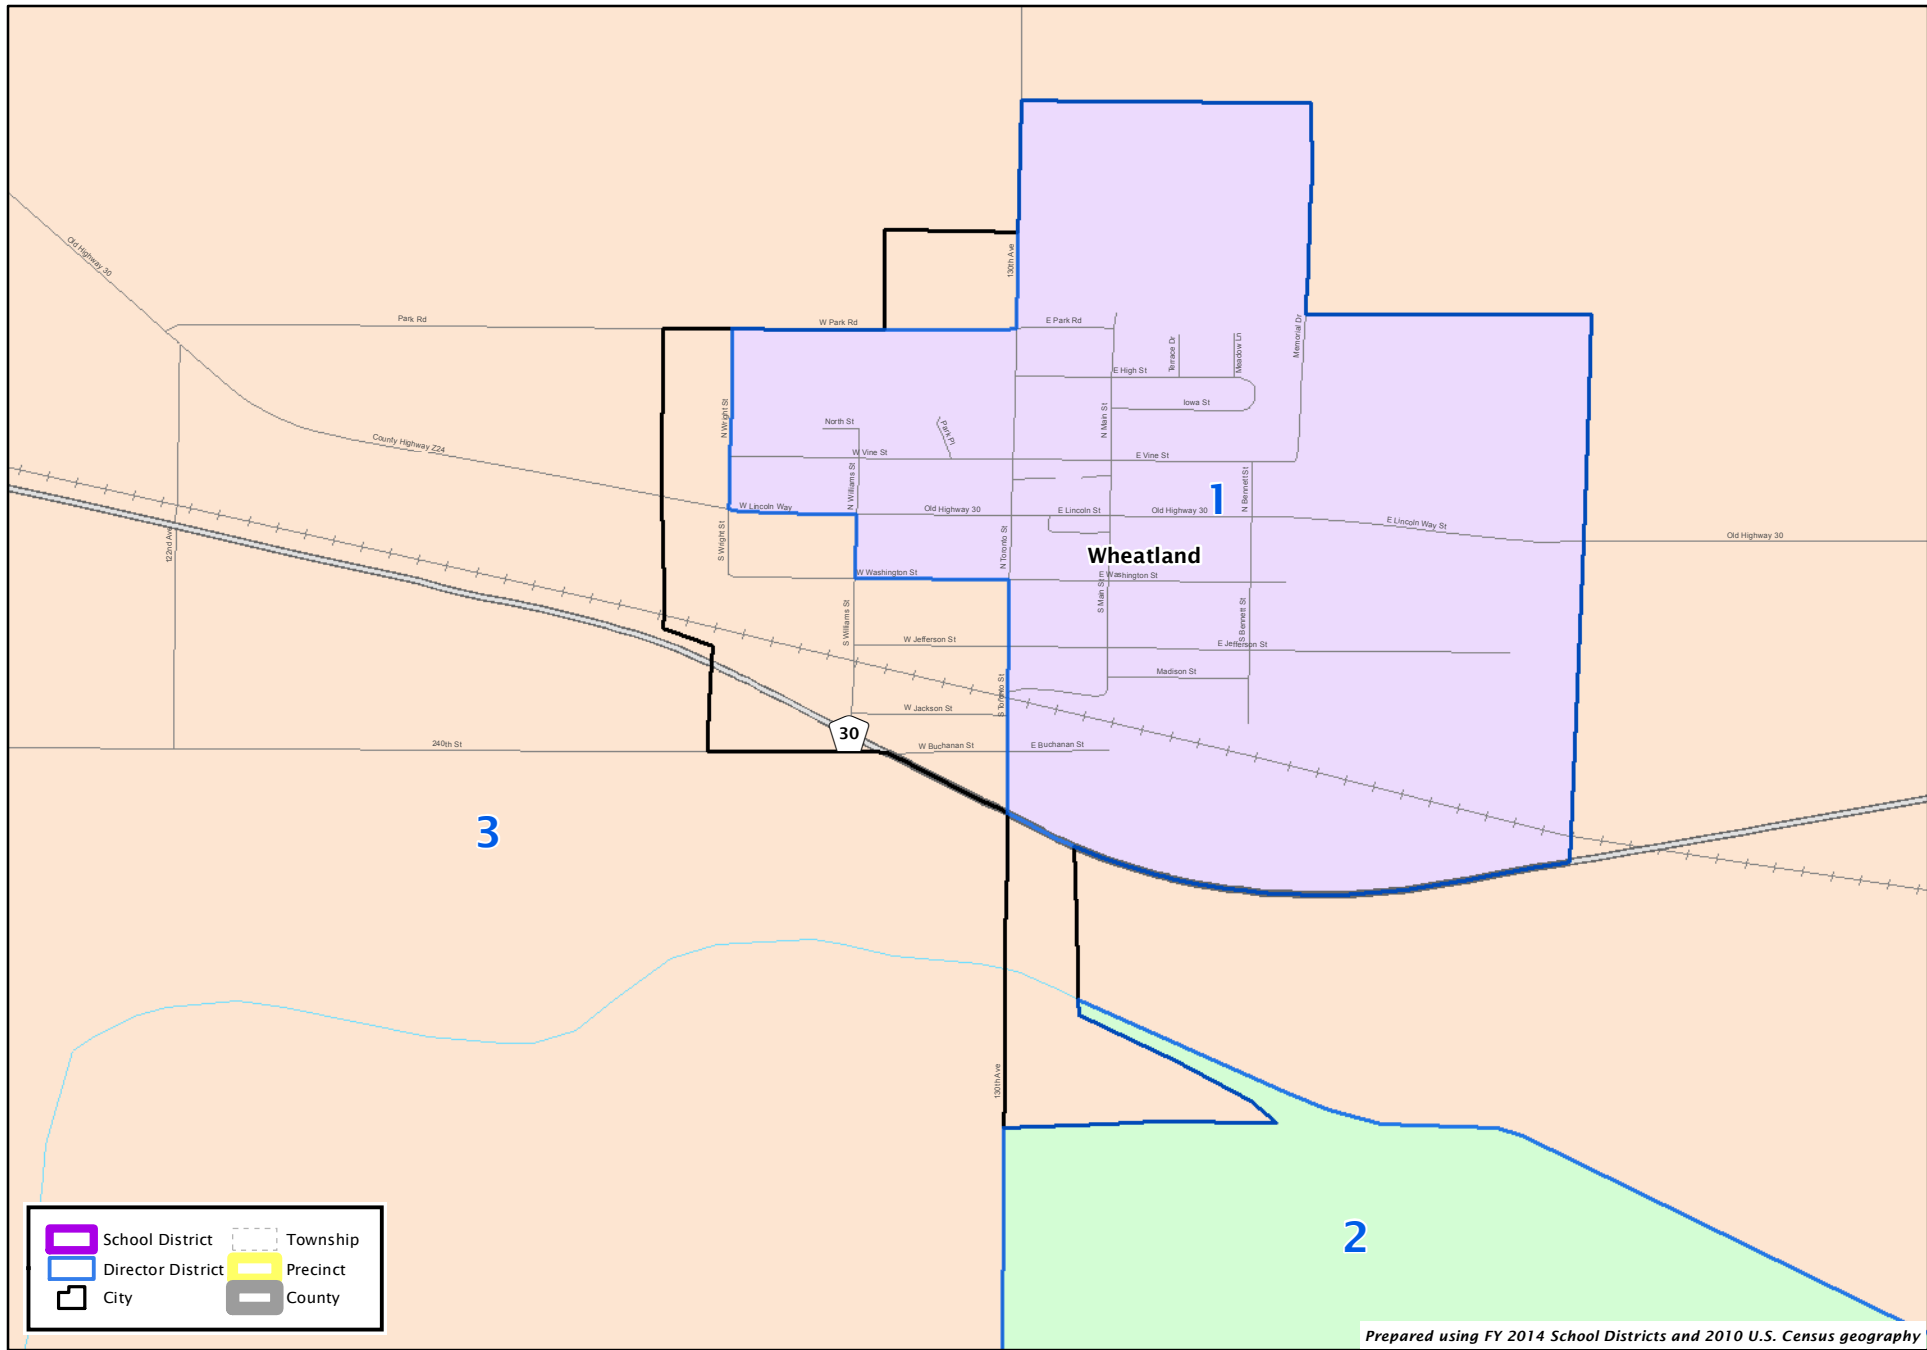 Old Highway 30
130th Ave
Park Rd
W Park Rd
E Park Rd
Terrace Dr
Meadow Ln
Memorial Dr
E High St
Iowa St
N Wright St
North St
Park Pl
N Main St
County Highway Z24
W Vine St
E Vine St
N Williams St
N Bennett St
1
W Lincoln Way
Old Highway 30
E Lincoln St
Old Highway 30
E Lincoln Way St
Old Highway 30
S Wright St
122nd Ave
N Toronto St
Wheatland
W Washington St
E Washington St
S Main St
S Williams St
S Bennett St
W Jefferson St
E Jefferson St
Madison St
S Toronto St
W Jackson St
30
240th St
W Buchanan St
E Buchanan St
3
130th Ave
2
School District
Township
Director District
Precinct
City
County
Prepared using FY 2014 School Districts and 2010 U.S. Census geography